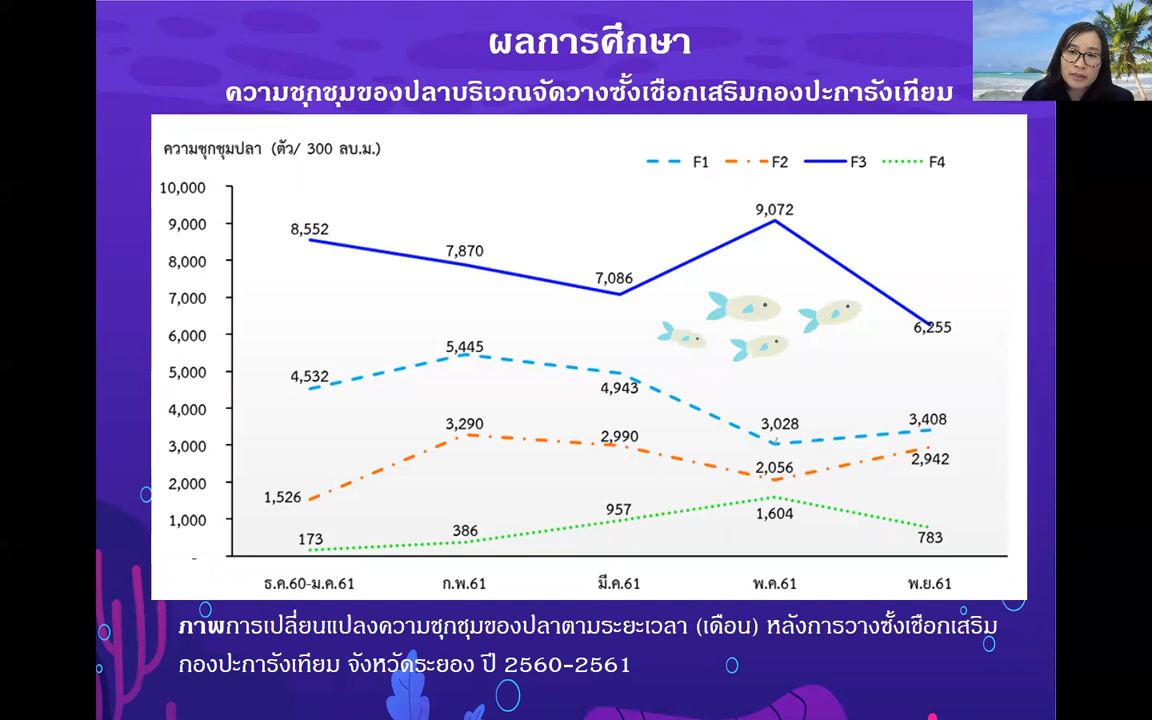 ผลการศึกษา
ความชุกชุมของปลาบริเวณจัดวางซั้งเชือกเสริมกองปะการังเทียม
ความชุกชุมปลา (ตัว/ 300 ลบ.ม.)
F1 F2 F3 F4
10,000
9,000
8,000
7,000
6,000
5,000
4,000
3,000
2,000
1,000
-
8,552 7,870 7,086 9,072 6,255
4,532 5,445 4,943 3,028 3,408
1,526 3,290 2,990 2,056 2,942
173 386 957 1,604 783
ธ.ค.60-ม.ค.61 ก.พ.61 มี.ค.61 พ.ค.61 พ.ย.61
ภาพการเปลี่ยนแปลงความชุกชุมของปลาตามระยะเวลา (เดือน) หลังการวางซั้งเชือกเสริม
กองปะการังเทียม จังหวัดระยอง ปี 2560-2561